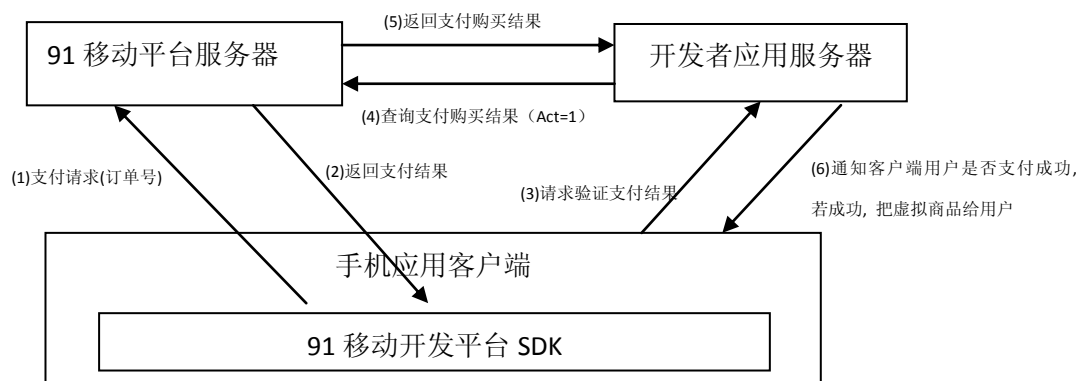 (5)返回支付购买结果
91 移动平台服务器
开发者应用服务器
(4)查询支付购买结果（Act=1）
(1)支付请求(订单号)
(2)返回支付结果
(3)请求验证支付结果
(6)通知客户端用户是否支付成功,
若成功, 把虚拟商品给用户
手机应用客户端
91 移动开发平台 SDK